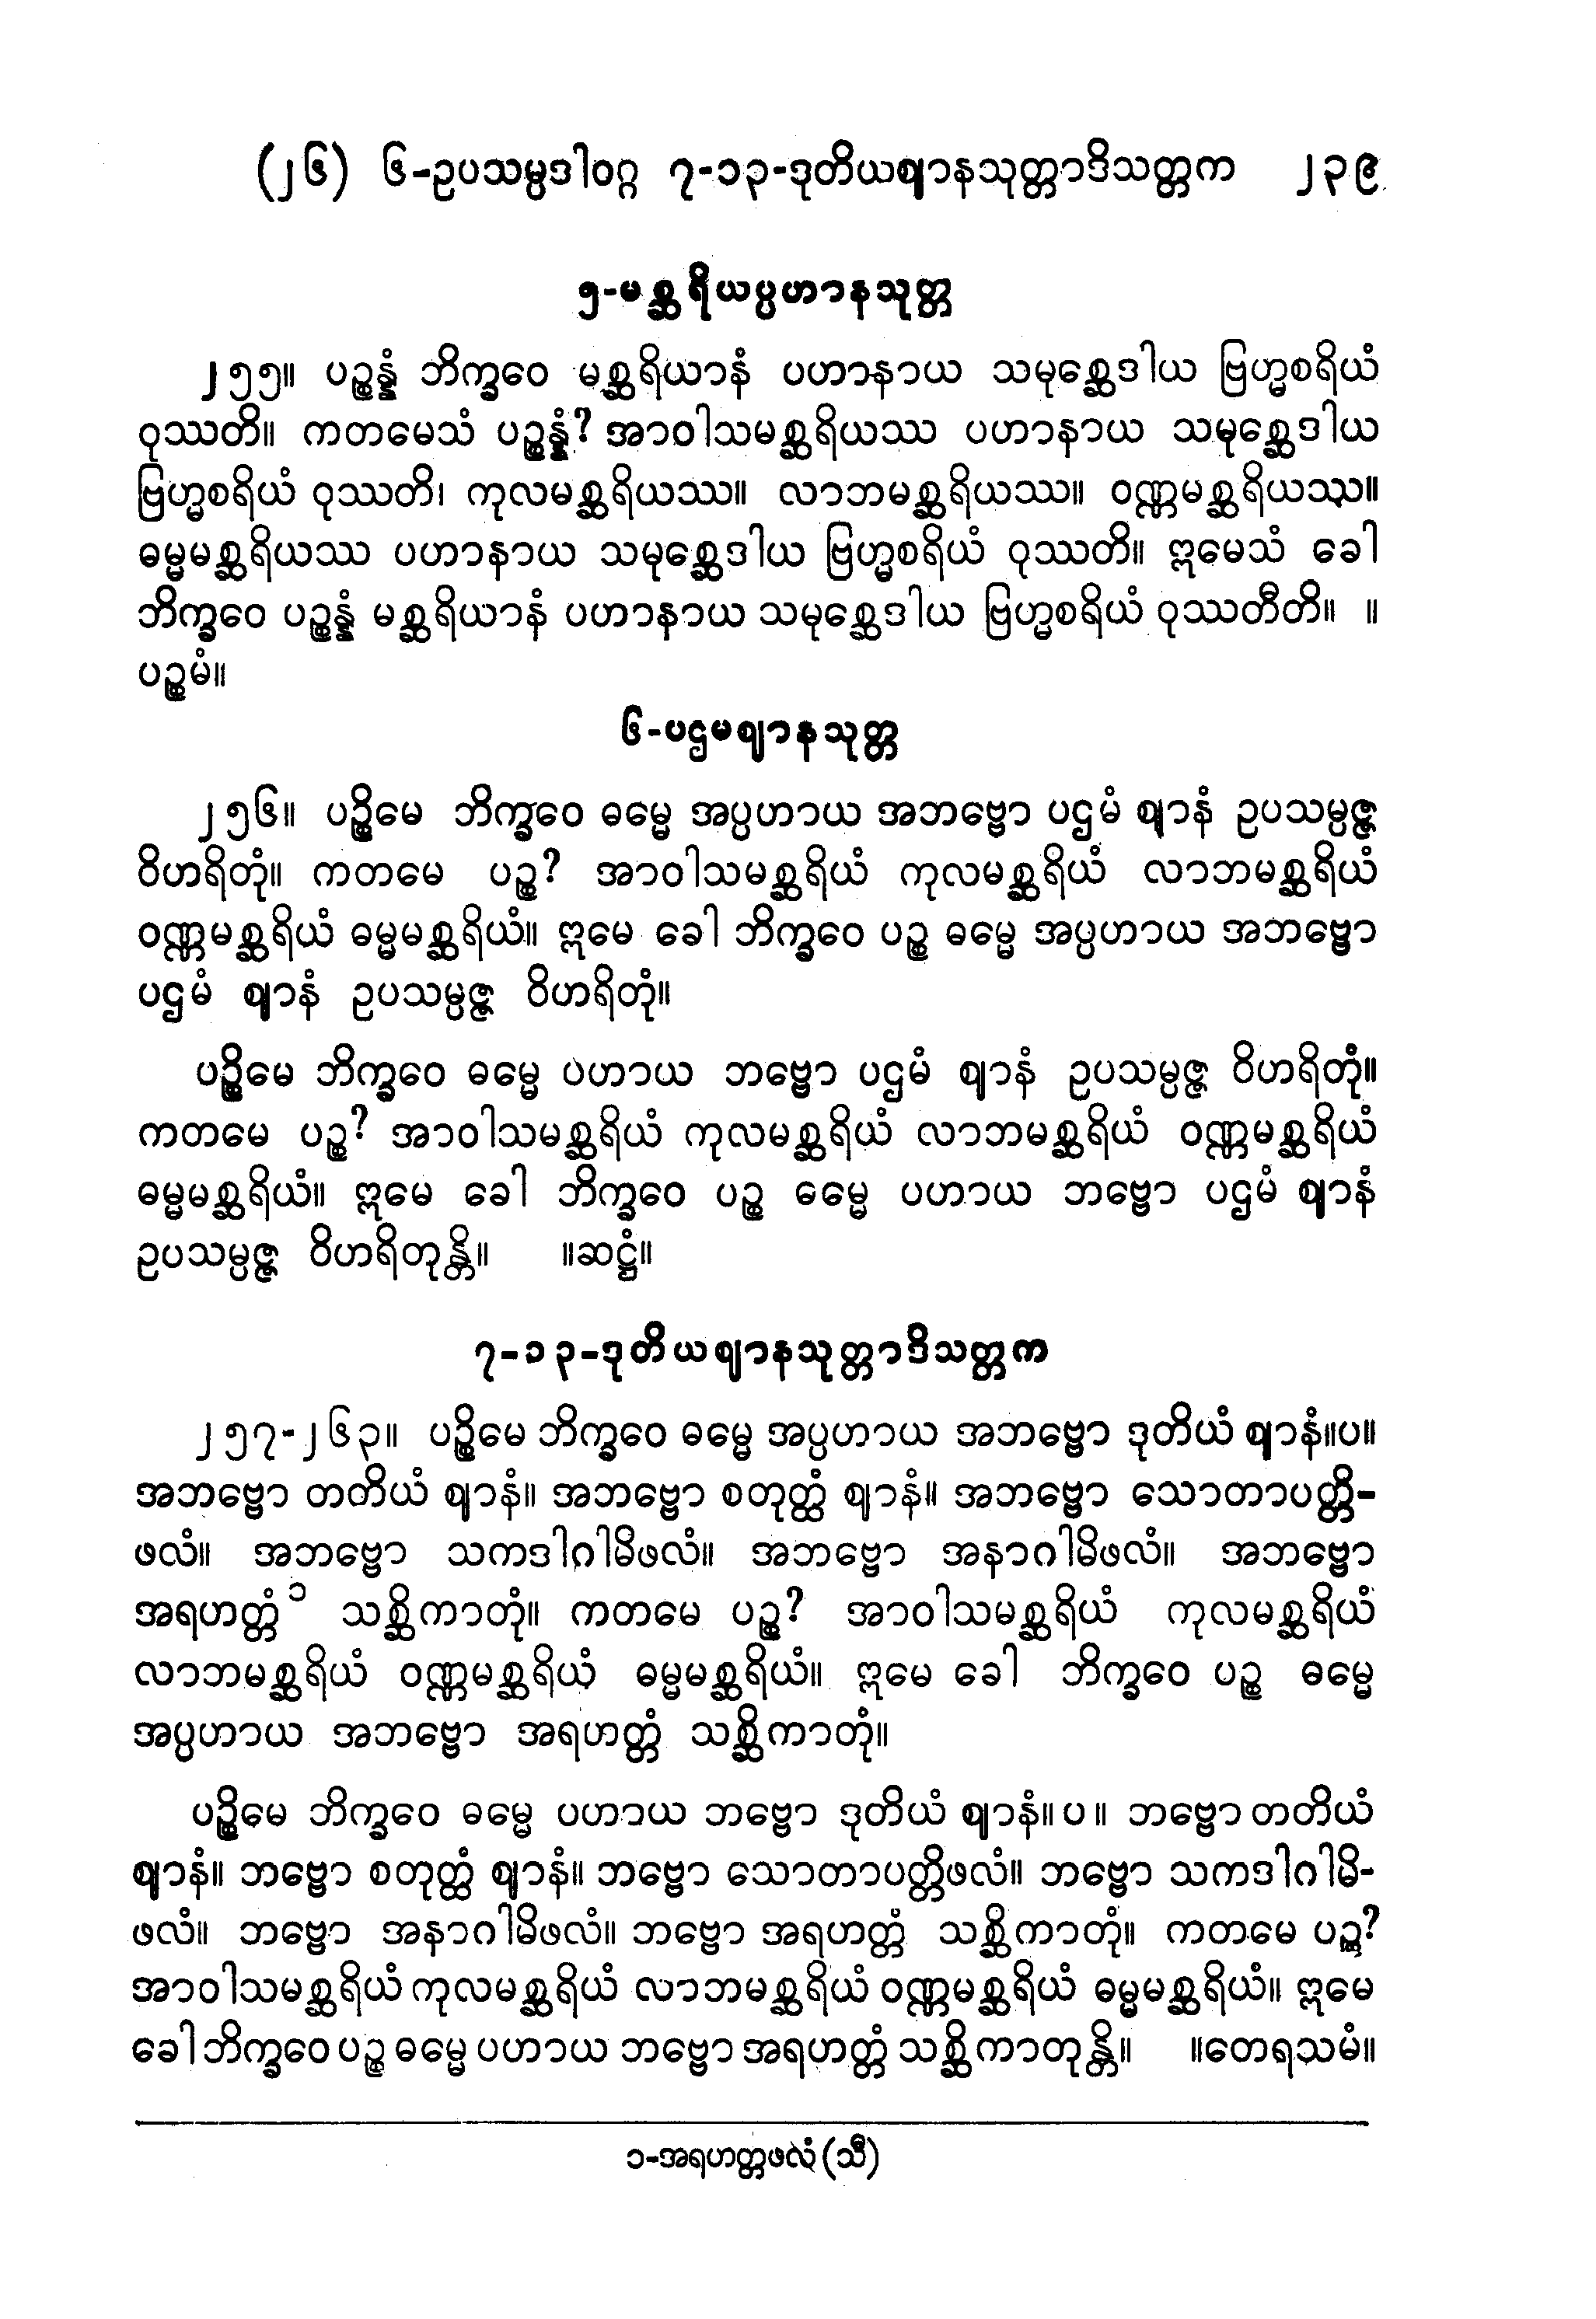 (၂၆) ၆-ဥပသမ္ပဒါဝဂ္ဂ ၇-၁၃-ဒုတိယဈာနသုတ္တာဒိသတ္တက ၂၃၉
၅-မစ္ဆရိယပ္ပဟာနသုတ္တ
၂၅၅။ ပဉ္စန္နံ ဘိက္ခဝေ မစ္ဆရိယာနံ ပဟာနာယ သမုစ္ဆေဒါယ ဗြဟ္မစရိယံ
ဝုဿတိ။ ကတမေသံ ပဉ္စန္နံ? အာဝါသမစ္ဆရိယဿ ပဟာနာယ သမုစ္ဆေဒါယ
ဗြဟ္မစရိယံ ဝုဿတိ၊ ကုလမစ္ဆရိယဿ။ လာဘမစ္ဆရိယဿ။ ဝဏ္ဏမစ္ဆရိယဿ။
ဓမ္မမစ္ဆရိယဿ ပဟာနာယ သမုစ္ဆေဒါယ ဗြဟ္မစရိယံ ဝုဿတိ။ ဣမေသံ ခေါ
ဘိက္ခဝေ ပဉ္စန္နံ မစ္ဆရိယာနံ ပဟာနာယ သမုစ္ဆေဒါယ ဗြဟ္မစရိယံ ဝုဿတီတိ။ ။
ပဉ္စမံ။
၆-ပဌမဈာနသုတ္တ
၂၅၆။ ပဉ္စိမေ ဘိက္ခဝေ ဓမ္မေ အပ္ပဟာယ အဘဗ္ဗော ပဌမံ ဈာနံ ဥပသမ္ပဇ္ဇ
ဝိဟရိတုံ။ ကတမေ ပဉ္စ? အာဝါသမစ္ဆရိယံ ကုလမစ္ဆရိယံ လာဘမစ္ဆရိယံ
ဝဏ္ဏမစ္ဆရိယံ ဓမ္မမစ္ဆရိယံ။ ဣမေ ခေါ ဘိက္ခဝေ ပဉ္စ ဓမ္မေ အပ္ပဟာယ အဘဗ္ဗော
ပဌမံ ဈာနံ ဥပသမ္ပဇ္ဇ ဝိဟရိတုံ။
ပဉ္စိမေ ဘိက္ခဝေ ဓမ္မေ ပဟာယ ဘဗ္ဗော ပဌမံ ဈာနံ ဥပသမ္ပဇ္ဇ ဝိဟရိတုံ။
ကတမေ ပဉ္စ? အာဝါသမစ္ဆရိယံ ကုလမစ္ဆရိယံ လာဘမစ္ဆရိယံ ဝဏ္ဏမစ္ဆရိယံ
ဓမ္မမစ္ဆရိယံ။ ဣမေ ခေါ ဘိက္ခဝေ ပဉ္စ ဓမ္မေ ပဟာယ ဘဗ္ဗော ပဌမံ ဈာနံ
ဥပသမ္ပဇ္ဇ ဝိဟရိတုန္တိ။ ။ဆဋ္ဌံ။
၇-၁၃-ဒုတိယဈာနသုတ္တာဒိသတ္တက
၂၅၇-၂၆၃။ ပဉ္စိမေ ဘိက္ခဝေ ဓမ္မေ အပ္ပဟာယ အဘဗ္ဗော ဒုတိယံ ဈာနံ။ပ။
အဘဗ္ဗော တတိယံ ဈာနံ။ အဘဗ္ဗော စတုတ္ထံ ဈာနံ။ အဘဗ္ဗော သောတာပတ္တိ-
ဖလံ။ အဘဗ္ဗော သကဒါဂါမိဖလံ။ အဘဗ္ဗော အနာဂါမိဖလံ။ အဘဗ္ဗော
အရဟတ္တံ ၁ သစ္ဆိကာတုံ။ ကတမေ ပဉ္စ? အာဝါသမစ္ဆရိယံ ကုလမစ္ဆရိယံ
လာဘမစ္ဆရိယံ ဝဏ္ဏမစ္ဆရိယံ ဓမ္မမစ္ဆရိယံ။ ဣမေ ခေါ ဘိက္ခဝေ ပဉ္စ ဓမ္မေ
အပ္ပဟာယ အဘဗ္ဗော အရဟတ္တံ သစ္ဆိကာတုံ။
ပဉ္စိမေ ဘိက္ခဝေ ဓမ္မေ ပဟာယ ဘဗ္ဗော ဒုတိယံ ဈာနံ။ ပ ။ ဘဗ္ဗော တတိယံ
ဈာနံ။ ဘဗ္ဗော စတုတ္ထံ ဈာနံ။ ဘဗ္ဗော သောတာပတ္တိဖလံ။ ဘဗ္ဗော သကဒါဂါမိ-
ဖလံ။ ဘဗ္ဗော အနာဂါမိဖလံ။ ဘဗ္ဗော အရဟတ္တံ သစ္ဆိကာတုံ။ ကတမေ ပဉ္စ?
အာဝါသမစ္ဆရိယံ ကုလမစ္ဆရိယံ လာဘမစ္ဆရိယံ ဝဏ္ဏမစ္ဆရိယံ ဓမ္မမစ္ဆရိယံ။ ဣမေ
ခေါ ဘိက္ခဝေ ပဉ္စ ဓမ္မေ ပဟာယ ဘဗ္ဗော အရဟတ္တံ သစ္ဆိကာတုန္တိ။ ။တေရသမံ။
၁-အရဟတ္တဖလံ (သီ)